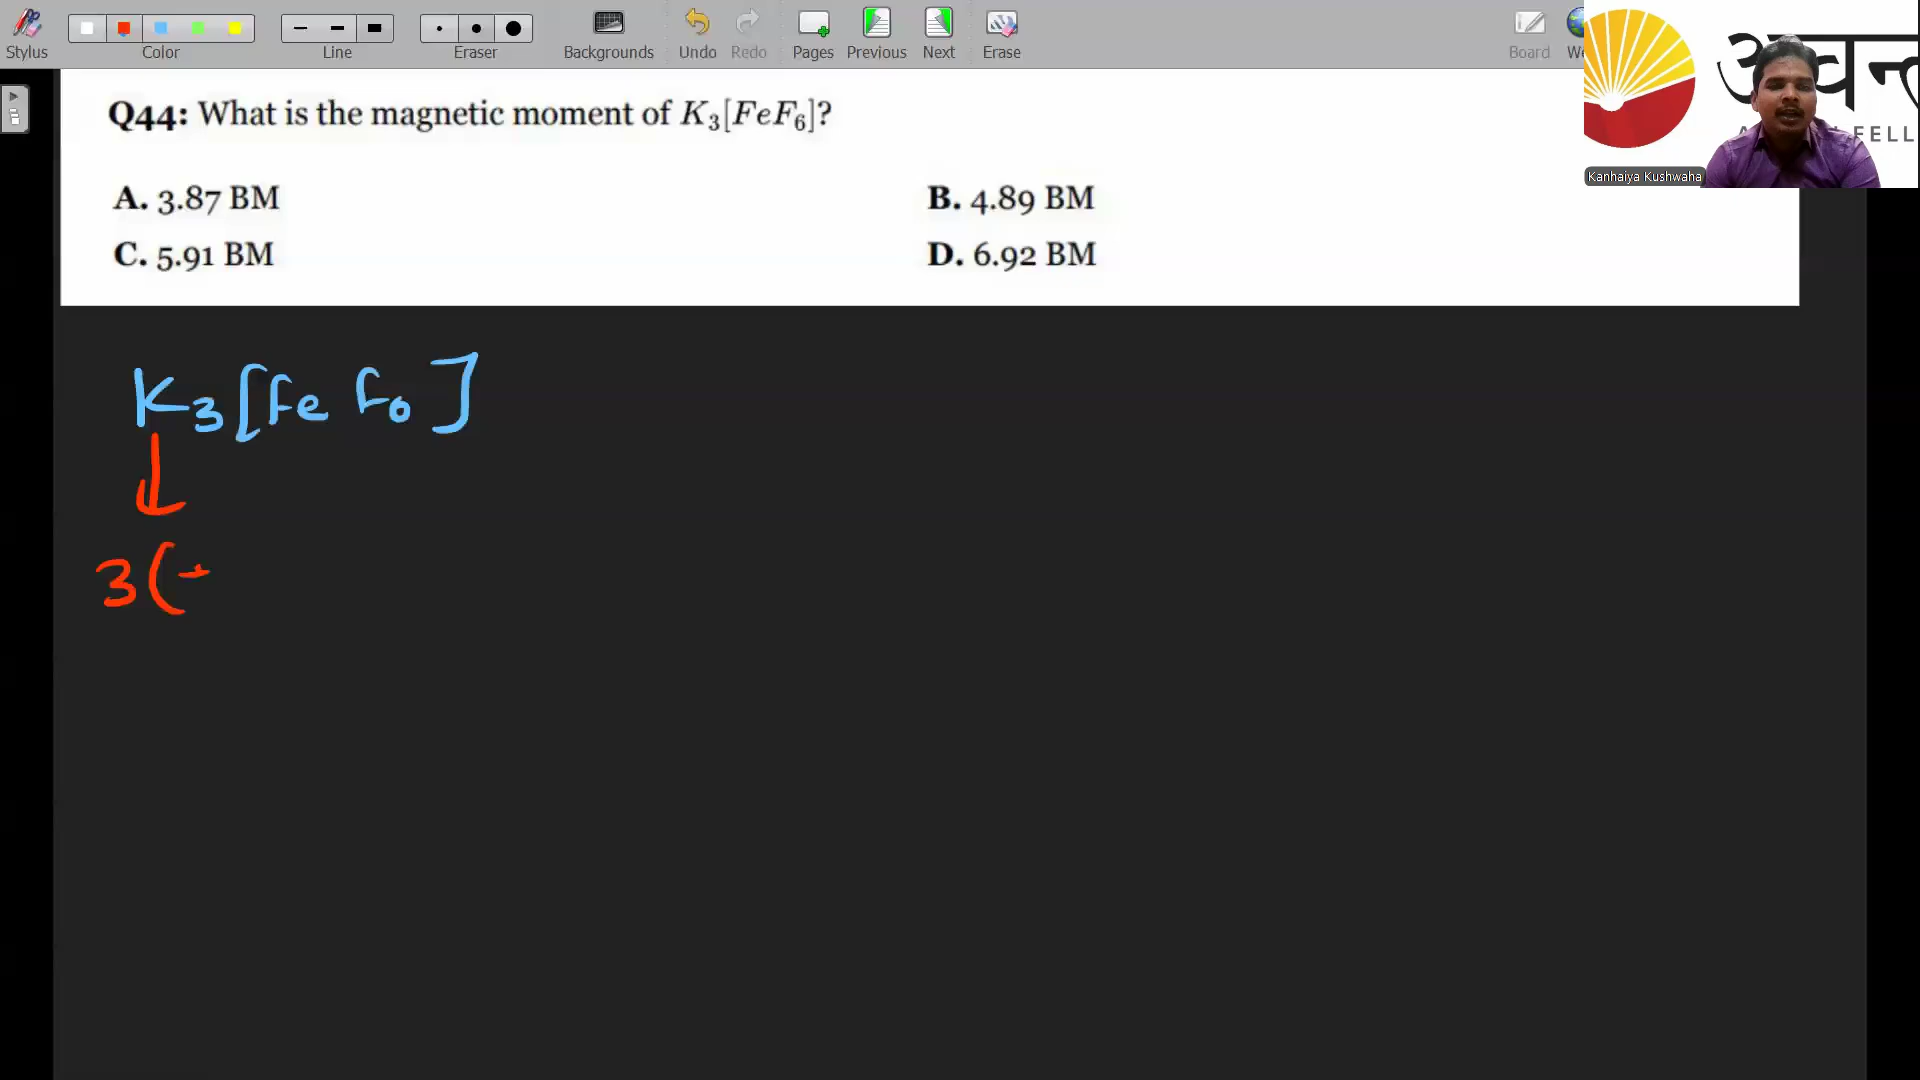 Stylus Color Line Eraser Backgrounds Undo Redo Pages Previous Next Erase Board
Q44: What is the magnetic moment of K₃[FeF₆]?
A. 3.87 BM
B. 4.89 BM
C. 5.91 BM
D. 6.92 BM
Kanhaiya Kushwaha
K₃[Fe F₆]
3(+